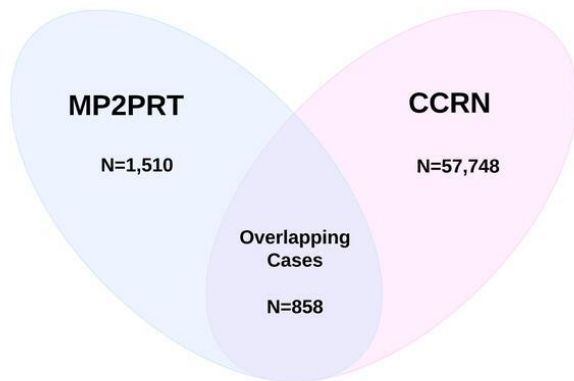 MP2PRT
CCRN
N=1,510
N=57,748
Overlapping
Cases
N=858